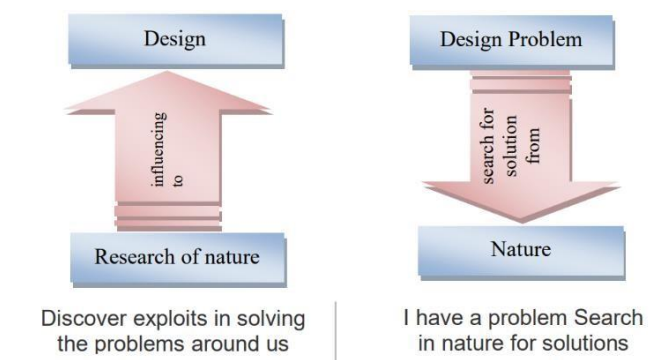 Design
influencing
to
Research of nature
Discover exploits in solving
the problems around us
Design Problem
search for
solution
from
Nature
I have a problem Search
in nature for solutions